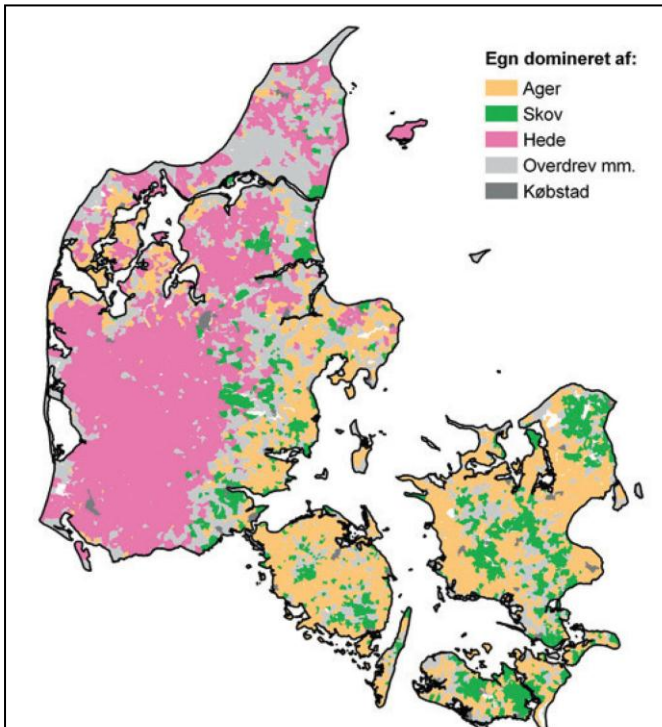 Egn domineret af:
Ager
Skov
Hede
Overdrev mm.
Købstad